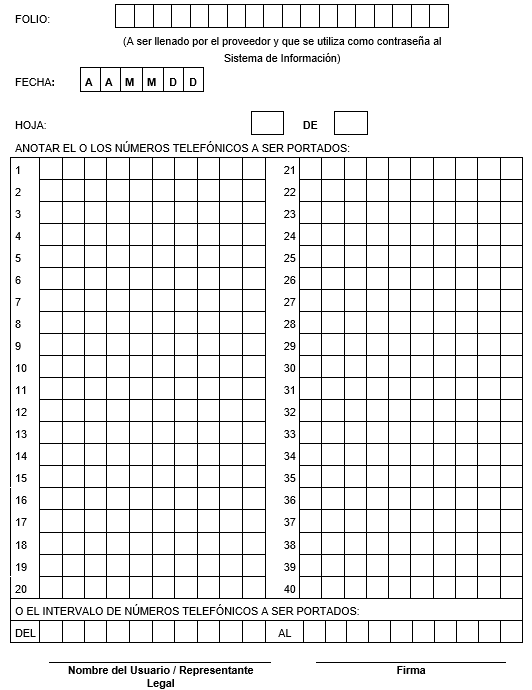 FOLIO:
(A ser llenado por el proveedor y que se utiliza como contraseña al
Sistema de Información)
FECHA: A A M M D D
HOJA: DE
ANOTAR EL O LOS NÚMEROS TELEFÓNICOS A SER PORTADOS:
1 21
2 22
3 23
4 24
5 25
6 26
7 27
8 28
9 29
10 30
11 31
12 32
13 33
14 34
15 35
16 36
17 37
18 38
19 39
20 40
O EL INTERVALO DE NÚMEROS TELEFÓNICOS A SER PORTADOS:
DEL AL
Nombre del Usuario / Representante Firma
Legal